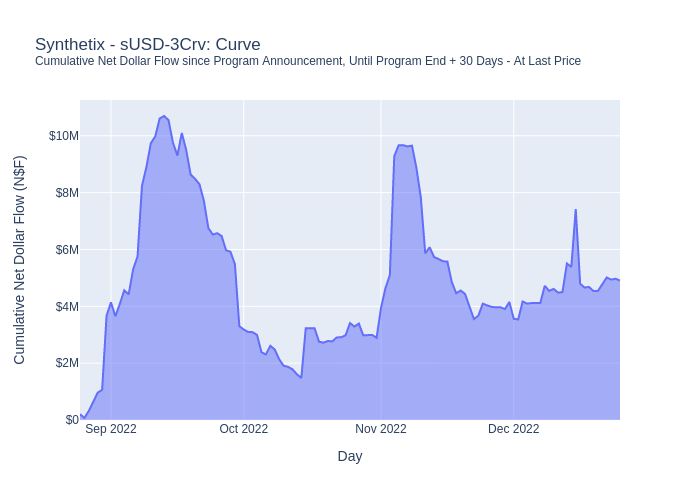 Synthetix - sUSD-3Crv: Curve
Cumulative Net Dollar Flow since Program Announcement, Until Program End + 30 Days - At Last Price
Cumulative Net Dollar Flow (N$F)
$10M
$8M
$6M
$4M
$2M
$0
Sep 2022
Oct 2022
Nov 2022
Dec 2022
Day